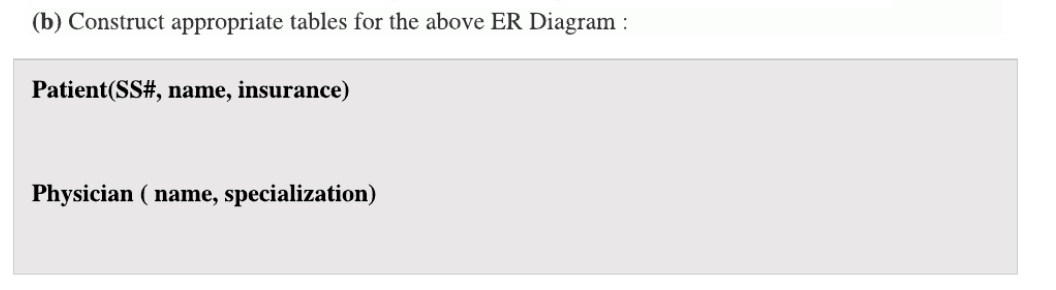 (b) Construct appropriate tables for the above ER Diagram :
Patient(SS#, name, insurance)
Physician ( name, specialization)